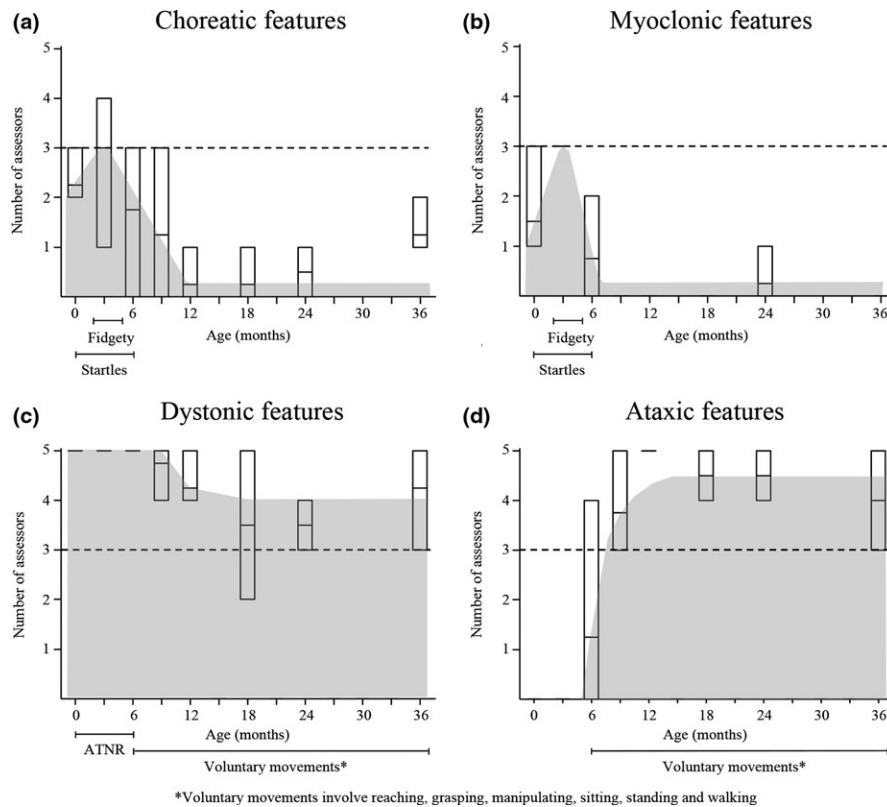 (a) Choreatic features
Number of assessors
5
4
3
2
1
0 6 12 18 24 30 36
Age (months)
Fidgety
Startles
(b) Myoclonic features
Number of assessors
5
4
3
2
1
0 6 12 18 24 30 36
Age (months)
Fidgety
Startles
(c) Dystonic features
Number of assessors
5
4
3
2
1
0 6 12 18 24 30 36
Age (months)
ATNR
Voluntary movements*
(d) Ataxic features
Number of assessors
5
4
3
2
1
0 6 12 18 24 30 36
Age (months)
Voluntary movements*
*Voluntary movements involve reaching, grasping, manipulating, sitting, standing and walking